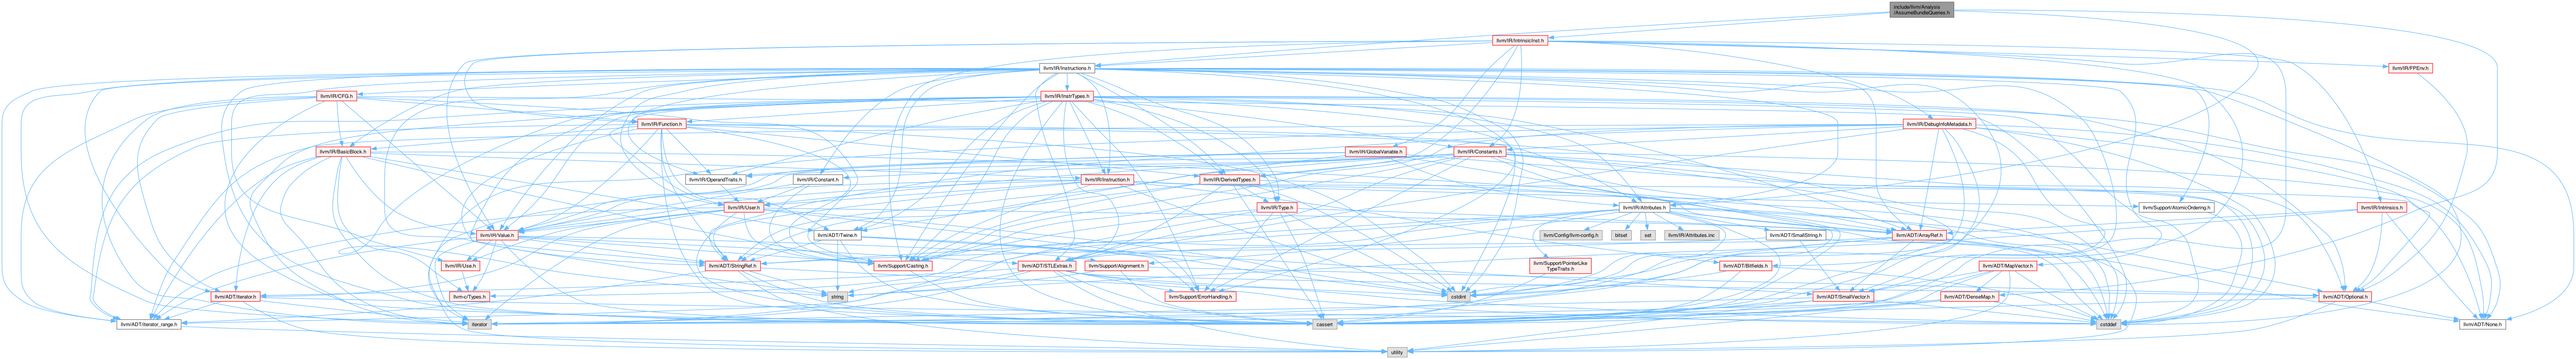 include/llvm/Analysis
/AssumeBundleQueries.h
llvm/IR/IntrinsicInst.h
llvm/IR/Instructions.h
llvm/IR/FPEnv.h
llvm/IR/CFG.h
llvm/IR/InstrTypes.h
llvm/IR/Function.h
llvm/IR/DebugInfoMetadata.h
llvm/IR/BasicBlock.h
llvm/IR/GlobalVariable.h
llvm/IR/Constants.h
llvm/IR/OperandTraits.h
llvm/IR/Constant.h
llvm/IR/Instruction.h
llvm/IR/DerivedTypes.h
llvm/IR/User.h
llvm/IR/Type.h
llvm/IR/Attributes.h
llvm/Support/AtomicOrdering.h
llvm/IR/Intrinsics.h
llvm/IR/Value.h
llvm/ADT/Twine.h
llvm/Config/llvm-config.h
bitset
set
llvm/IR/Attributes.inc
llvm/ADT/SmallString.h
llvm/ADT/ArrayRef.h
llvm/IR/Use.h
llvm/ADT/StringRef.h
llvm/Support/Casting.h
llvm/ADT/STLExtras.h
llvm/Support/Alignment.h
llvm/Support/PointerLike
TypeTraits.h
llvm/ADT/Bitfields.h
llvm/ADT/MapVector.h
llvm/ADT/iterator.h
llvm-c/Types.h
string
llvm/Support/ErrorHandling.h
cstdint
llvm/ADT/SmallVector.h
llvm/ADT/DenseMap.h
llvm/ADT/Optional.h
llvm/ADT/iterator_range.h
iterator
cassert
cstddef
llvm/ADT/None.h
utility